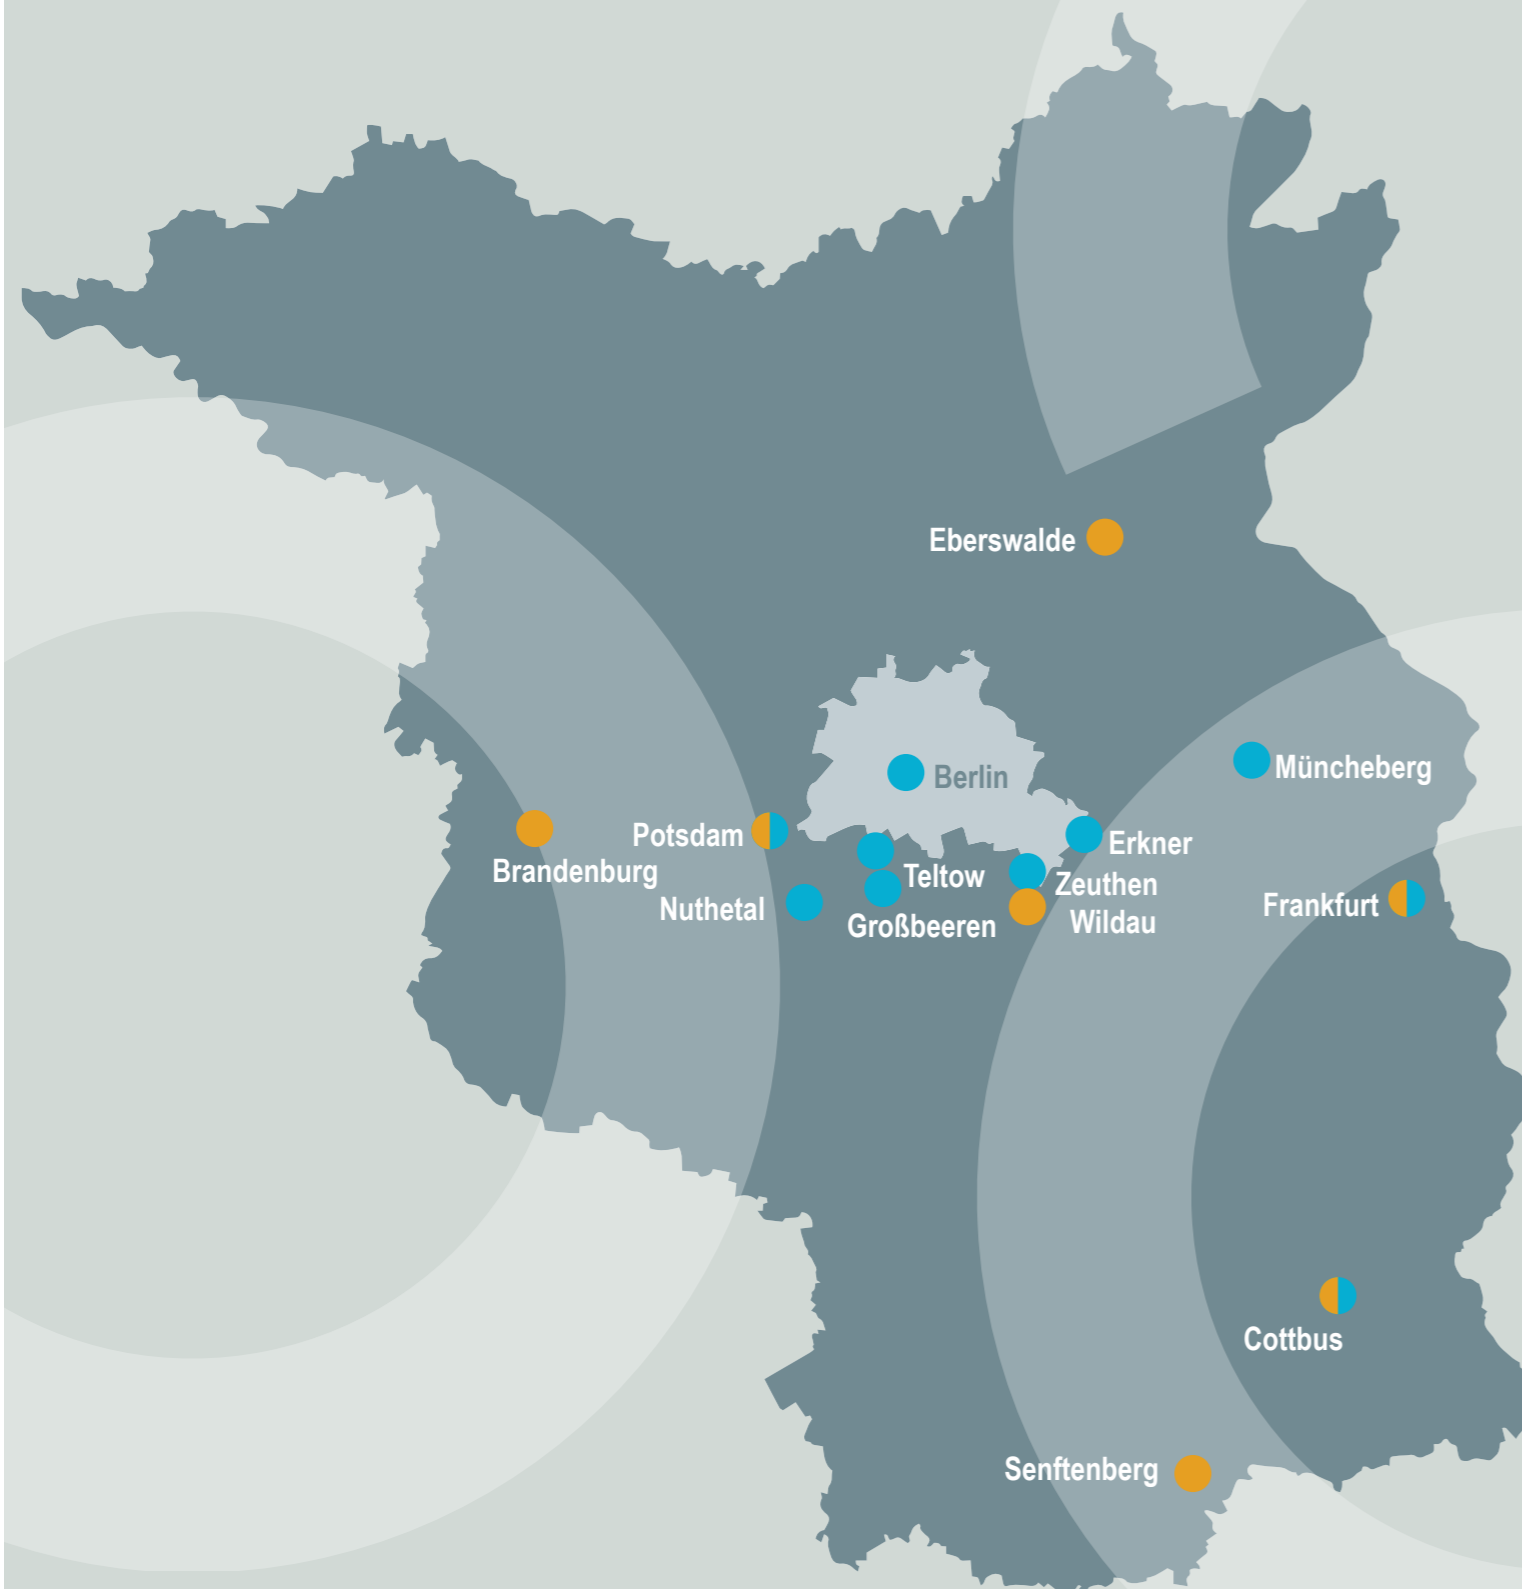 Eberswalde
Müncheberg
Berlin
Potsdam
Erkner
Brandenburg
Teltow
Zeuthen
Nuthetal
Frankfurt
Großbeeren
Wildau
Cottbus
Senftenberg